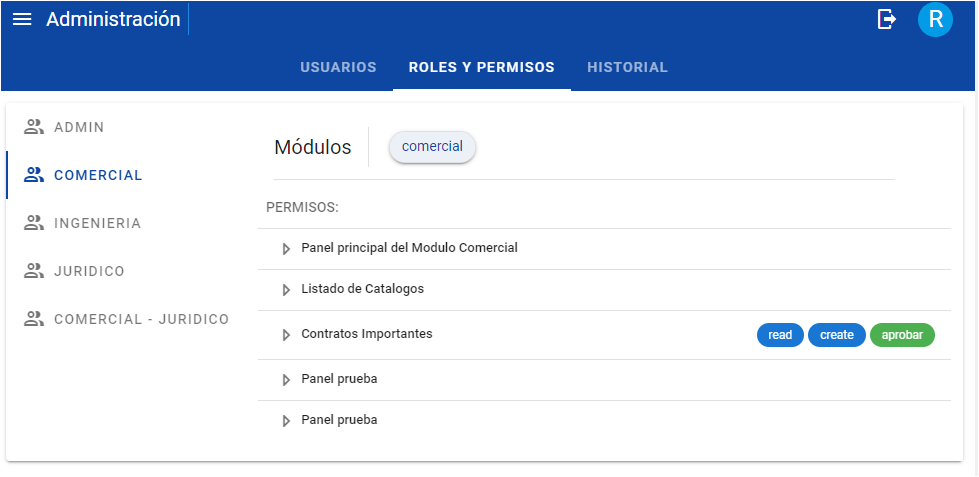 Administración
R
USUARIOS ROLES Y PERMISOS HISTORIAL
ADMIN
COMERCIAL
INGENIERIA
JURIDICO
COMERCIAL - JURIDICO
Módulos comercial
PERMISOS:
Panel principal del Modulo Comercial
Listado de Catalogos
Contratos Importantes read create aprobar
Panel prueba
Panel prueba